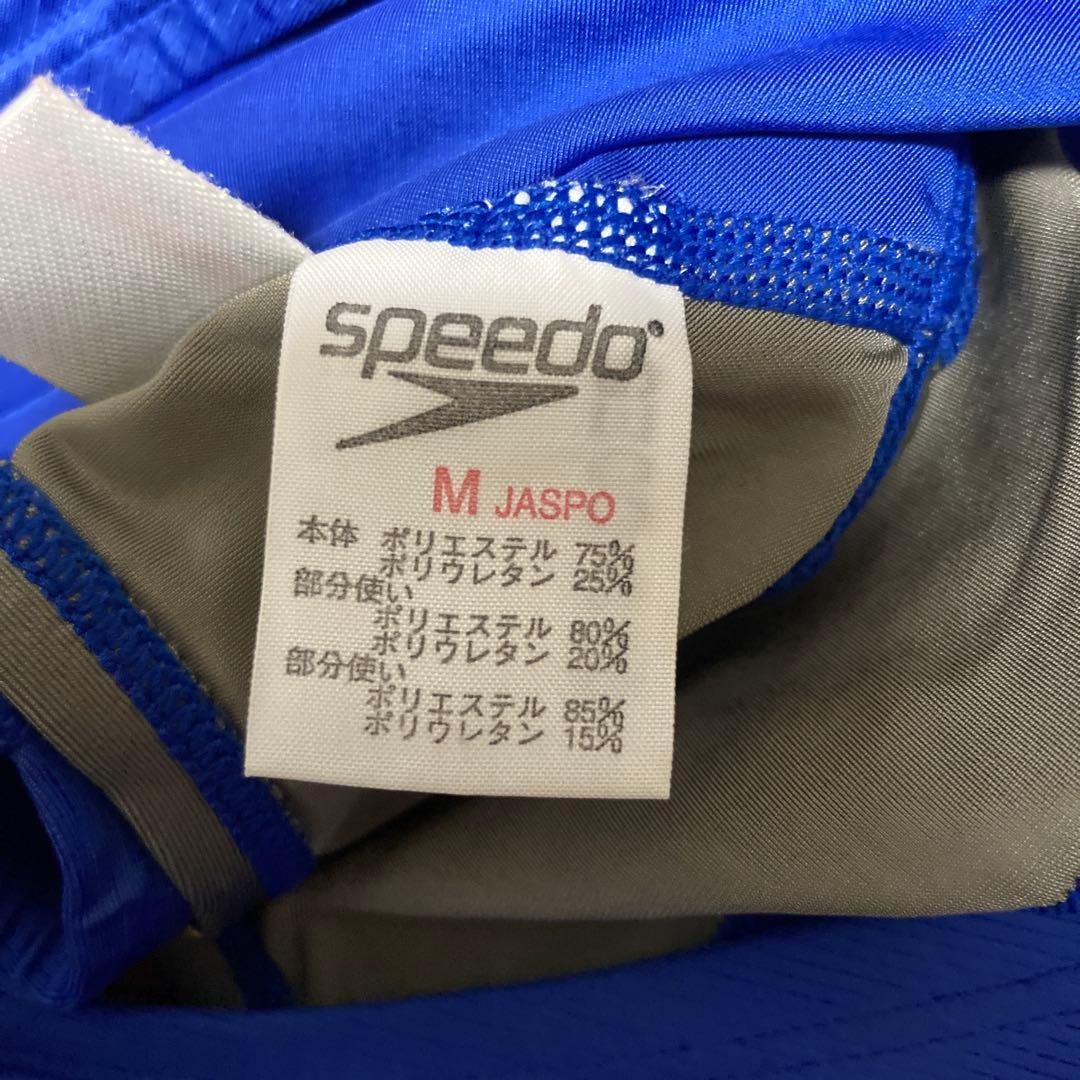 speedo®
M JASPO
本体 ポリエステル 75%
ポリウレタン 25%
部分使い
ポリエステル 80%
ポリウレタン 20%
部分使い
ポリエステル 85%
ポリウレタン 15%